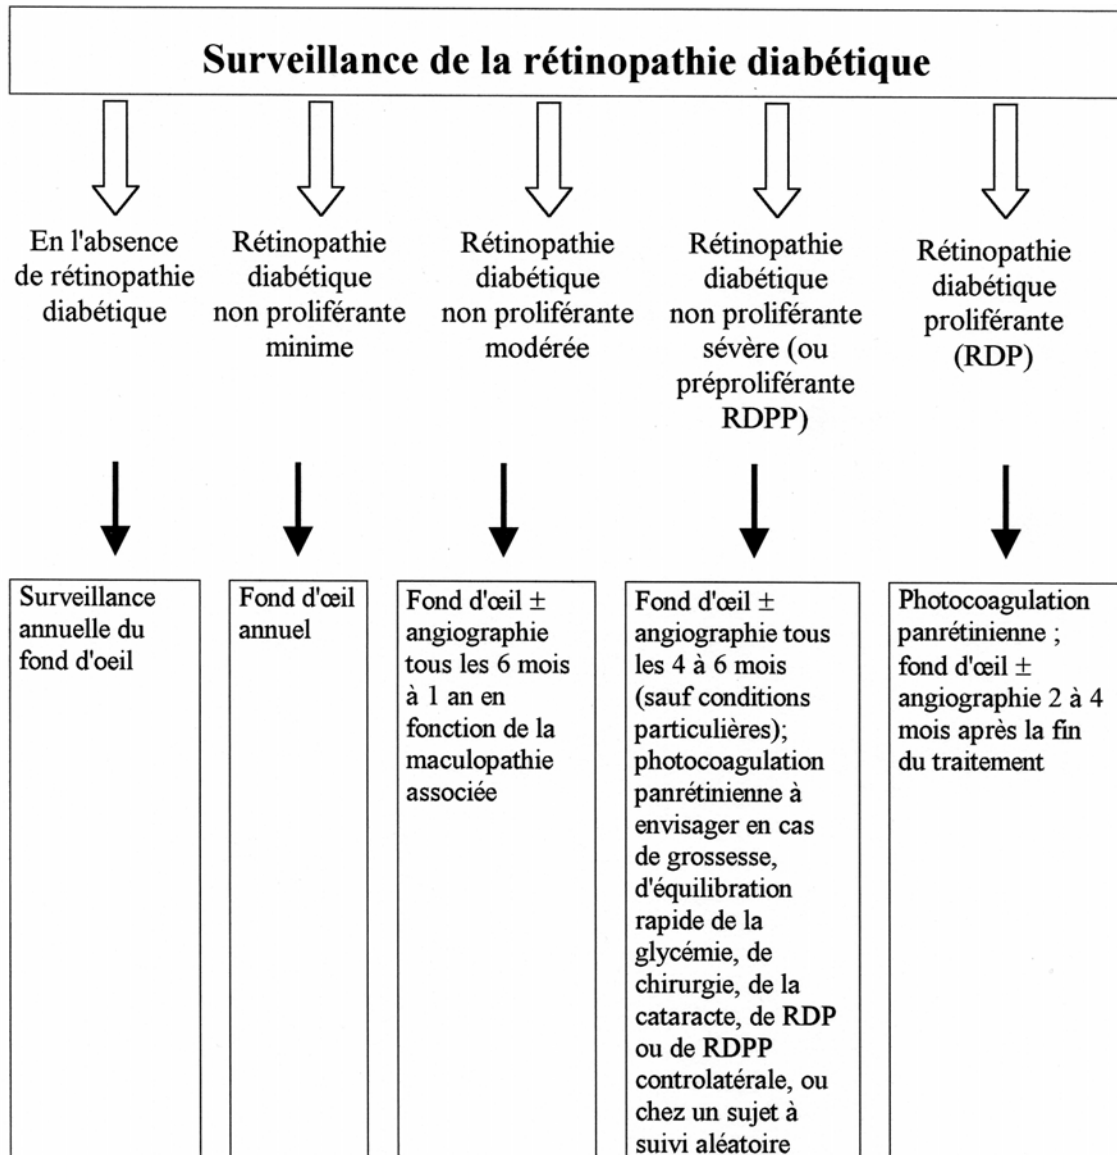 Surveillance de la rétinopathie diabétique
En l'absence
de rétinopathie
diabétique
Rétinopathie
diabétique
non proliférante
minime
Rétinopathie
diabétique
non proliférante
modérée
Rétinopathie
diabétique
non proliférante
sévère (ou
préproliférante
RDPP)
Rétinopathie
diabétique
proliférante
(RDP)
Surveillance
annuelle du
fond d'oeil
Fond d'œil
annuel
Fond d'œil ±
angiographie
tous les 6 mois
à 1 an en
fonction de la
maculopathie
associée
Fond d'œil ±
angiographie tous
les 4 à 6 mois
(sauf conditions
particulières);
photocoagulation
panrétinienne à
envisager en cas
de grossesse,
d'équilibration
rapide de la
glycémie, de
chirurgie, de la
cataracte, de RDP
ou de RDPP
controlatérale, ou
chez un sujet à
suivi aléatoire
Photocoagulation
panrétinienne ;
fond d'œil ±
angiographie 2 à 4
mois après la fin
du traitement